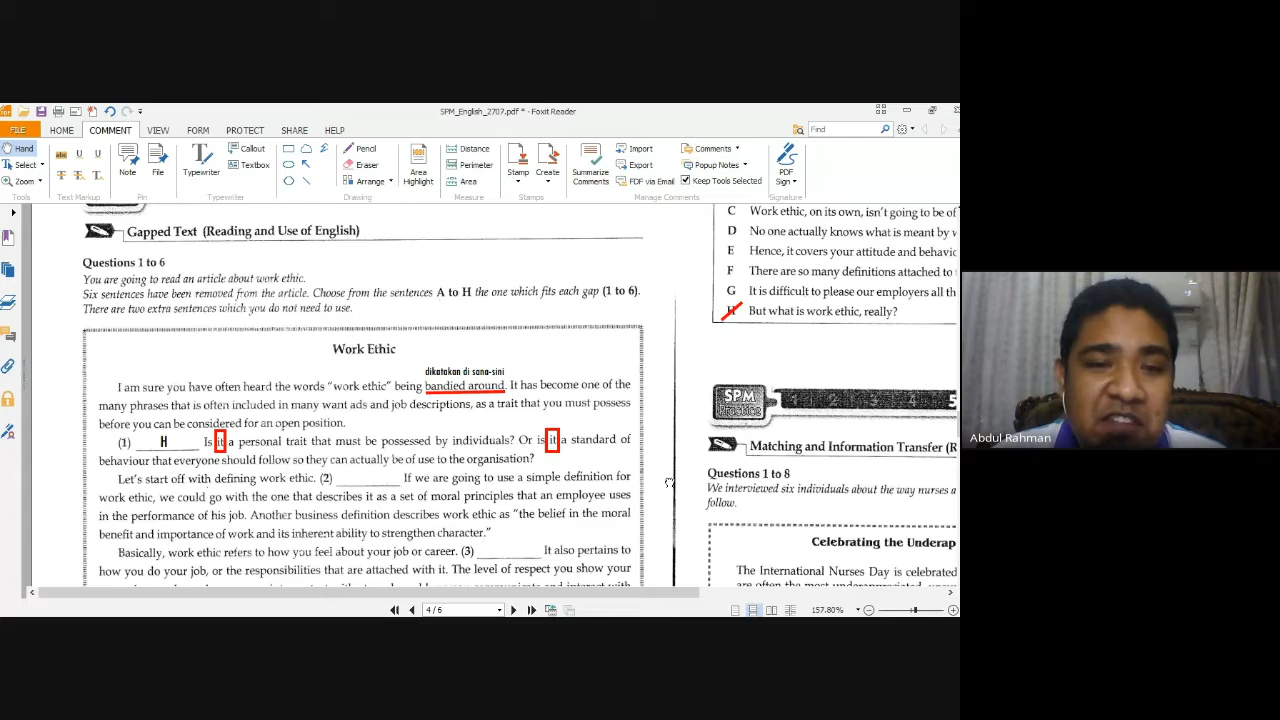 SPM_English_2707.pdf * - Foxit Reader
FILE HOME COMMENT VIEW FORM PROTECT SHARE HELP
Find
Hand
Select
Zoom
Tools
Text Markup
Note
File
Pin
Typewriter
Callout
Textbox
Typewriter
Pencil
Eraser
Arrange
Drawing
Area Highlight
Distance
Perimeter
Area
Measure
Stamp
Create
Stamps
Summarize Comments
Import
Export
FDF via Email
Comments
Popup Notes
Keep Tools Selected
Manage Comments
PDF Sign
Signature
Gapped Text (Reading and Use of English)
Questions 1 to 6
You are going to read an article about work ethic.
Six sentences have been removed from the article. Choose from the sentences A to H the one which fits each gap (1 to 6).
There are two extra sentences which you do not need to use.
Work Ethic
dikatakan di sana-sini
I am sure you have often heard the words “work ethic” being bandied around. It has become one of the
many phrases that is often included in many want ads and job descriptions, as a trait that you must possess
before you can be considered for an open position.
(1) H Is it a personal trait that must be possessed by individuals? Or is it a standard of
behaviour that everyone should follow so they can actually be of use to the organisation?
Let's start off with defining work ethic. (2) __________ If we are going to use a simple definition for
work ethic, we could go with the one that describes it as a set of moral principles that an employee uses
in the performance of his job. Another business definition describes work ethic as “the belief in the moral
benefit and importance of work and its inherent ability to strengthen character.”
Basically, work ethic refers to how you feel about your job or career. (3) __________ It also pertains to
how you do your job, or the responsibilities that are attached with it. The level of respect you show your
C Work ethic, on its own, isn't going to be of
D No one actually knows what is meant by
E Hence, it covers your attitude and behavio
F There are so many definitions attached to
G It is difficult to please our employers all th
H But what is work ethic, really?
SPM
Practice
1 2 3 4 5
Matching and Information Transfer (R
Questions 1 to 8
We interviewed six individuals about the way nurses a
follow.
Celebrating the Underap
The International Nurses Day is celebrated
4 / 6
157.80%
Abdul Rahman